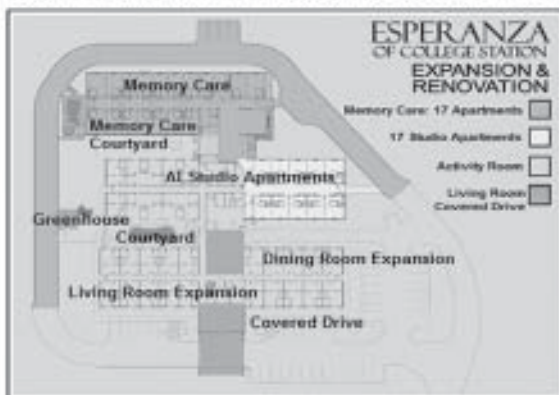 ESPERANZA
OF COLLEGE STATION
EXPANSION &
RENOVATION
Memory Care: 17 Apartments
17 Studio Apartments
Activity Room
Living Room
Covered Drive
Memory Care
Memory Care
Courtyard
AL Studio Apartments
Greenhouse
Courtyard
Dining Room Expansion
Living Room Expansion
Covered Drive